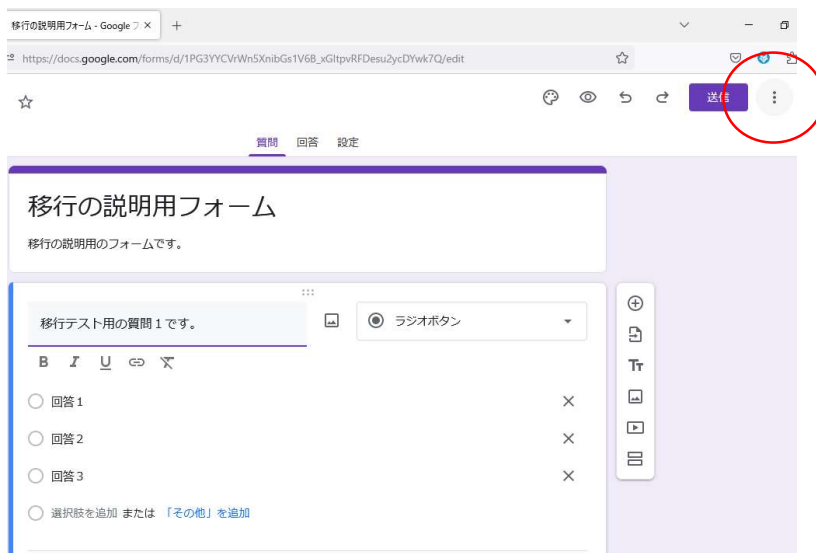 移行の説明用フォーム - Google フ
https://docs.google.com/forms/d/1PG3YYCVrWn5XnibGs1V6B_xGltpvRFDesu2ycDYwk7Q/edit
送信
質問 回答 設定
移行の説明用フォーム
移行の説明用のフォームです。
移行テスト用の質問１です。 ラジオボタン
B I U
回答１
回答２
回答３
選択肢を追加 または 「その他」を追加